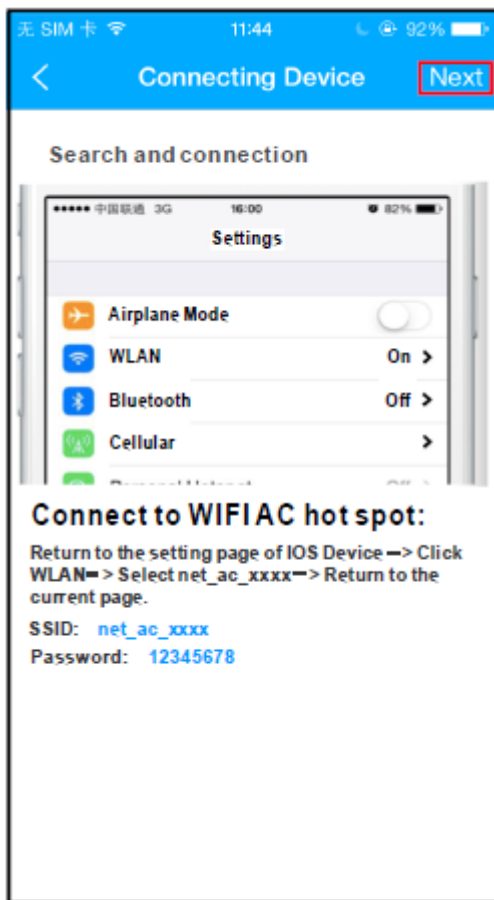 无 SIM 卡 11:44 92%
Connecting Device Next
Search and connection
中国联通 3G 16:00 82%
Settings
Airplane Mode
WLAN On
Bluetooth Off
Cellular
Connect to WIFI AC hot spot:
Return to the setting page of IOS Device —> Click
WLAN—> Select net_ac_xxxx—> Return to the
current page.
SSID: net_ac_xxxx
Password: 12345678